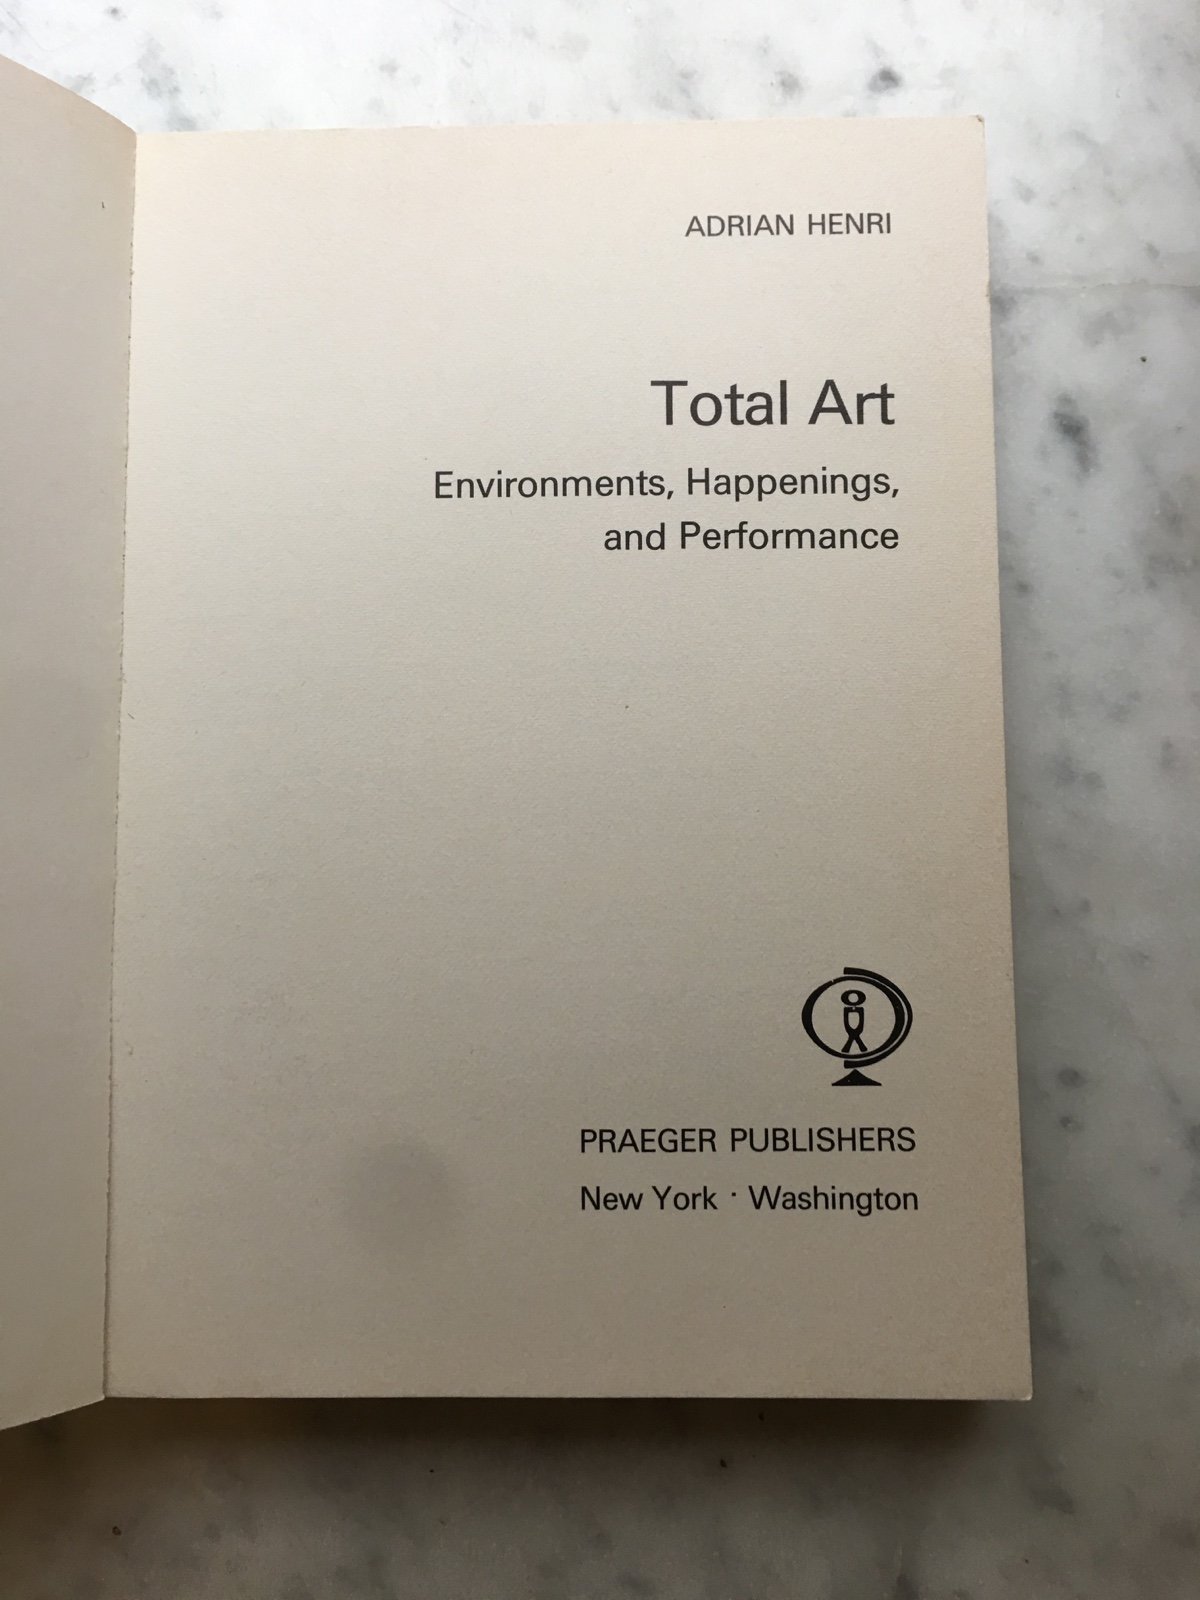 ADRIAN HENRI
Total Art
Environments, Happenings,
and Performance
PRAEGER PUBLISHERS
New York · Washington